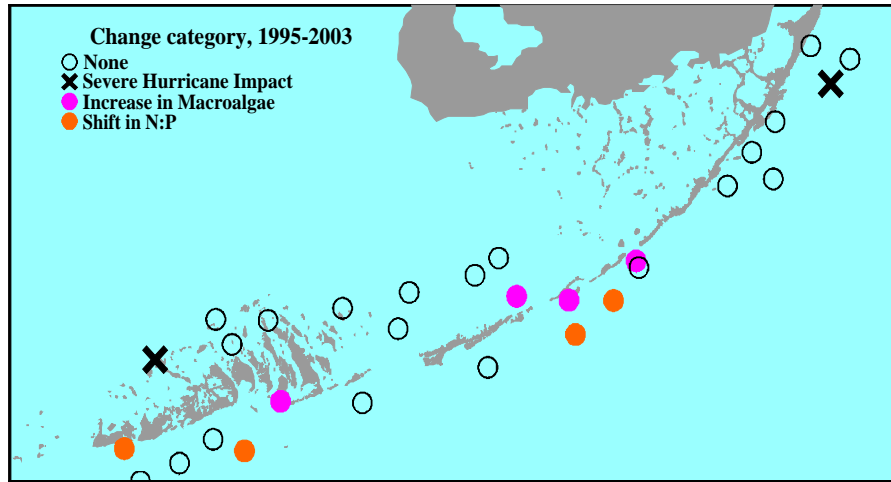 Change category, 1995-2003
None
Severe Hurricane Impact
Increase in Macroalgae
Shift in N:P